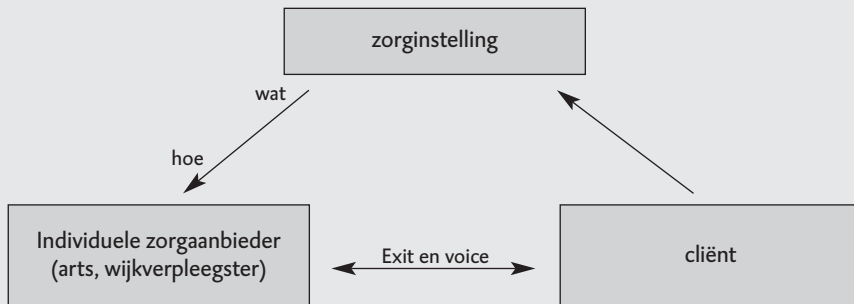 zorginstelling
wat
hoe
Individuele zorgaanbieder
(arts, wijkverpleegster)
Exit en voice
cliënt